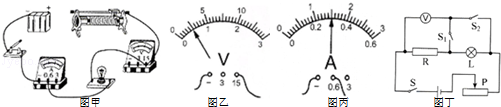 - 0.6 3
- 3 15
图甲
0 5 10 15
0 1 2 3
V
- 3 15
图乙
0 1 2 3
0 0.2 0.4 0.6
A
- 0.6 3
图丙
V
S₁ S₂
R L
S P
图丁